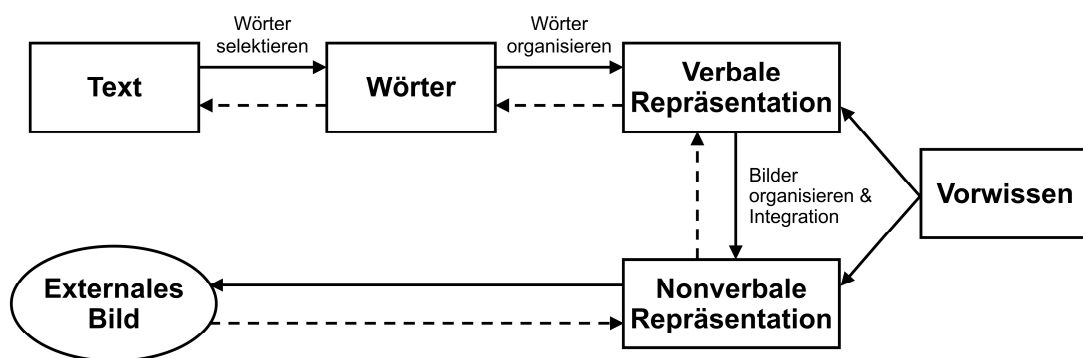 Wörter
selektieren
Wörter
organisieren
Text
Wörter
Verbale
Repräsentation
Bilder
organisieren &
Integration
Vorwissen
Externales
Bild
Nonverbale
Repräsentation